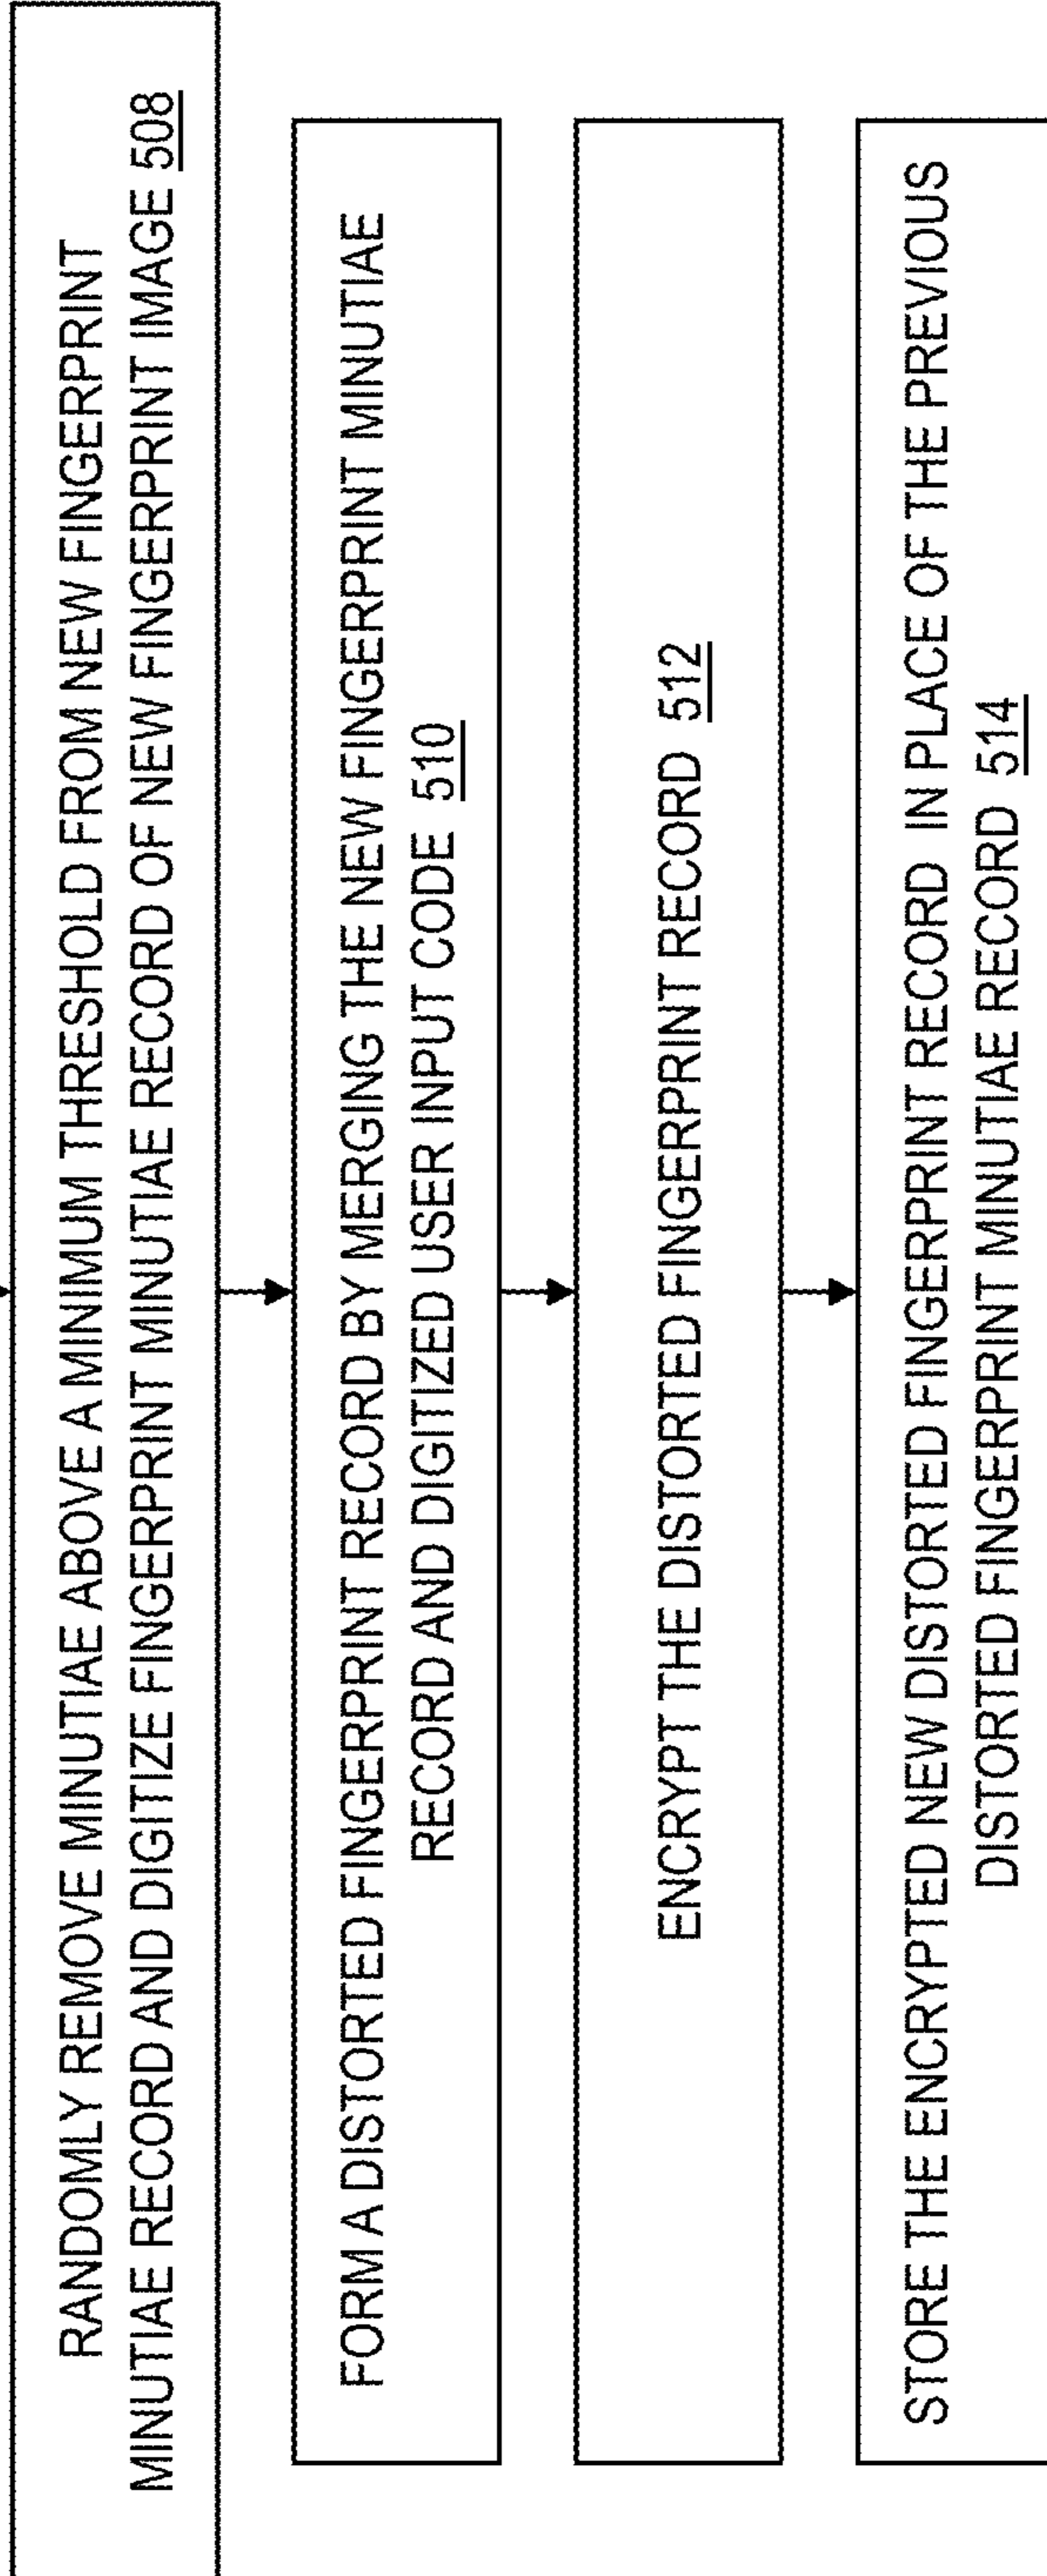 RANDOMLY REMOVE MINUTIAE ABOVE A MINIMUM THRESHOLD FROM NEW FINGERPRINT
MINUTIAE RECORD AND DIGITIZE FINGERPRINT MINUTIAE RECORD OF NEW FINGERPRINT IMAGE 508
FORM A DISTORTED FINGERPRINT RECORD BY MERGING THE NEW FINGERPRINT MINUTIAE
RECORD AND DIGITIZED USER INPUT CODE 510
ENCRYPT THE DISTORTED FINGERPRINT RECORD 512
STORE THE ENCRYPTED NEW DISTORTED FINGERPRINT RECORD IN PLACE OF THE PREVIOUS
DISTORTED FINGERPRINT MINUTIAE RECORD 514